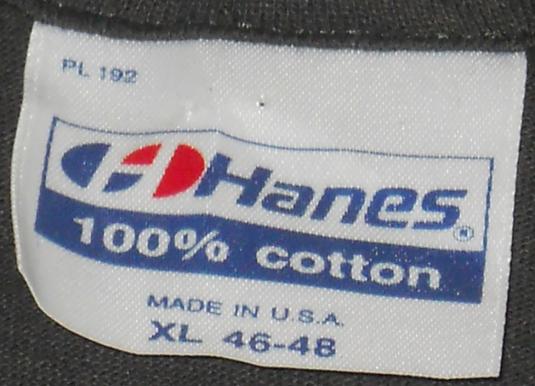 PL 192
Hanes®
100% cotton
MADE IN U.S.A.
XL 46-48